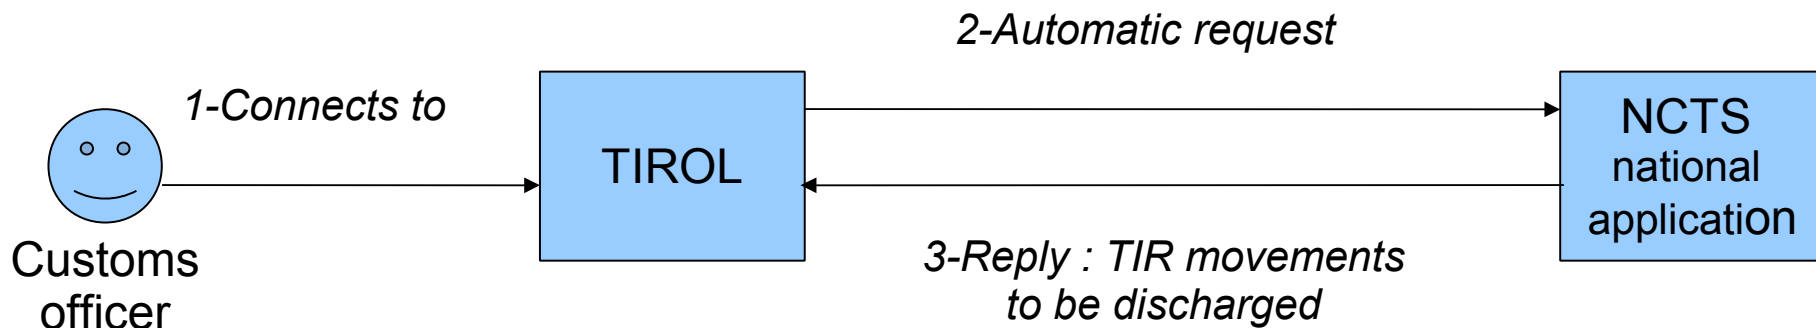 2-Automatic request
1-Connects to
TIROL
NCTS
national
application
Customs
officer
3-Reply : TIR movements
to be discharged